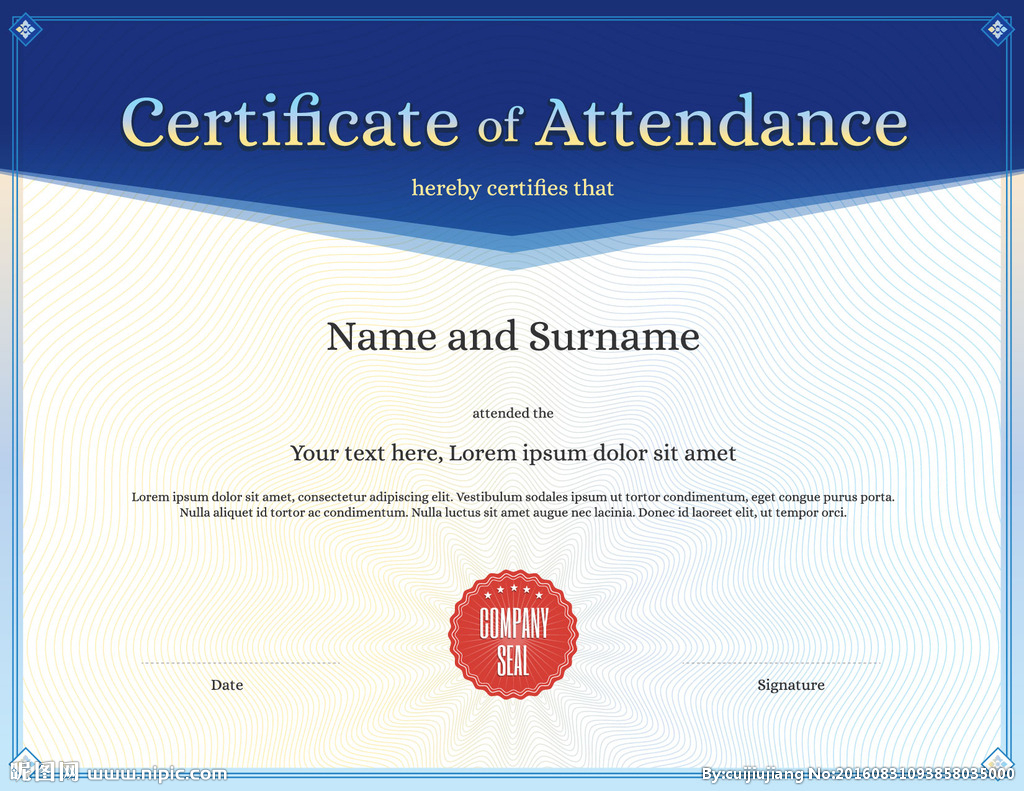 Certificate of Attendance
hereby certifies that
Name and Surname
attended the
Your text here, Lorem ipsum dolor sit amet
Lorem ipsum dolor sit amet, consectetur adipiscing elit. Vestibulum sodales ipsum ut tortor condimentum, eget congue purus porta.
Nulla aliquet id tortor ac condimentum. Nulla luctus sit amet augue nec lacinia. Donec id laoreet elit, ut tempor orci.
COMPANY
SEAL
Date
Signature
昵图网 www.nipic.com
By:cuijiujiang No:20160831093858035000